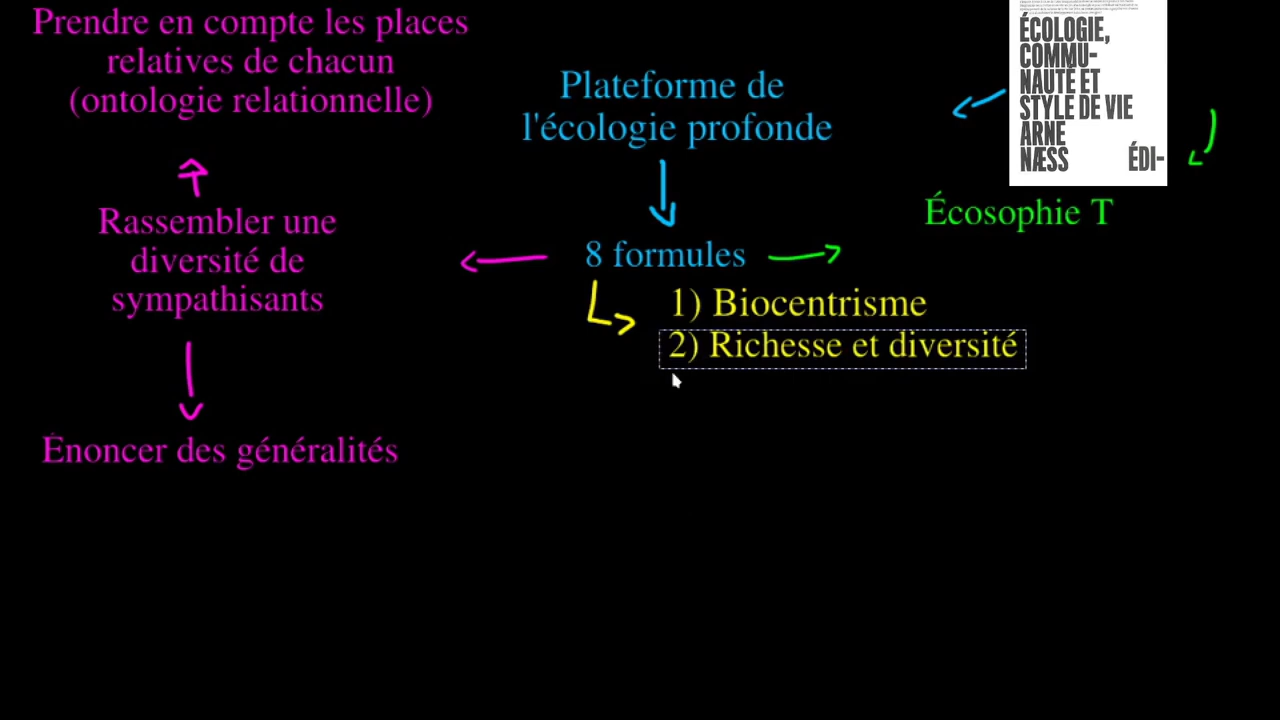 Prendre en compte les places
relatives de chacun
(ontologie relationnelle)
Rassembler une
diversité de
sympathisants
Énoncer des généralités
Plateforme de
l'écologie profonde
8 formules
1) Biocentrisme
2) Richesse et diversité
ÉCOLOGIE,
COMMU-
NAUTÉ ET
STYLE DE VIE
ARNE
NÆSS ÉDI-
Écosophie T